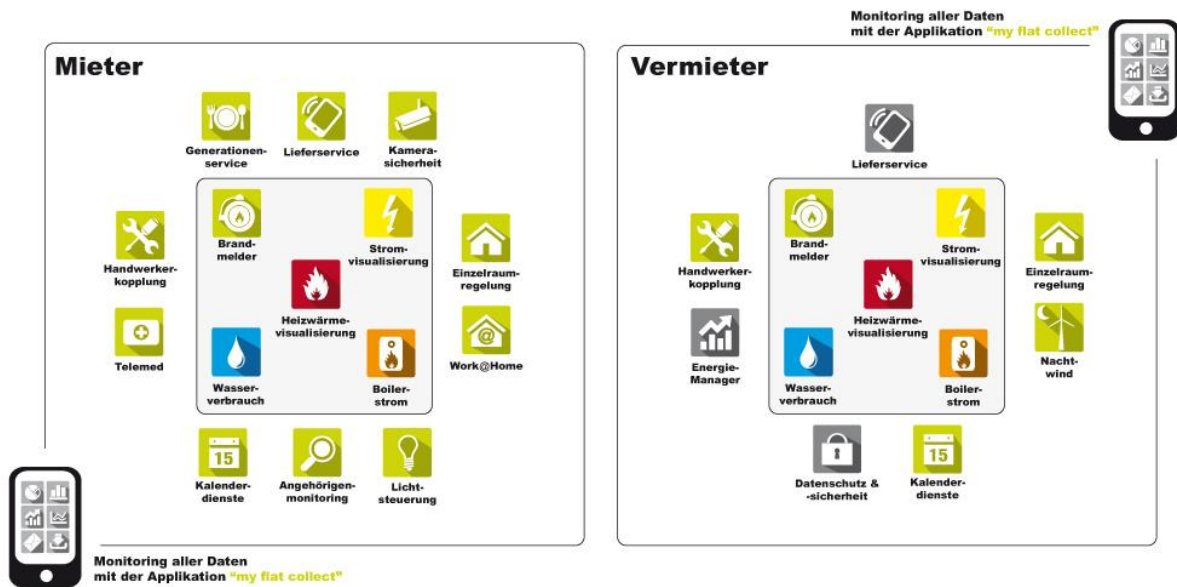 Monitoring aller Daten
mit der Applikation “my flat collect”
Mieter
Generationen-
service
Lieferservice
Kamera-
sicherheit
Brand-
melder
Strom-
visualisierung
Handwerker-
kopplung
Einzelraum-
regelung
Heizwärme-
visualisierung
Telemed
Work@Home
Wasser-
verbrauch
Boiler-
strom
15
Kalender-
dienste
Angehörigen-
monitoring
Licht-
steuerung
Monitoring aller Daten
mit der Applikation “my flat collect”
Vermieter
Lieferservice
Brand-
melder
Strom-
visualisierung
Handwerker-
kopplung
Einzelraum-
regelung
Heizwärme-
visualisierung
Energie-
Manager
Nacht-
wind
Wasser-
verbrauch
Boiler-
strom
Datenschutz &
-sicherheit
15
Kalender-
dienste